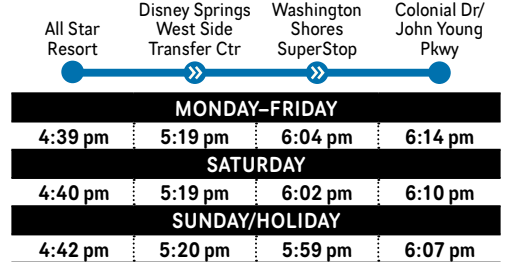 All Star
Resort
Disney Springs
West Side
Transfer Ctr
Washington
Shores
SuperStop
Colonial Dr/
John Young
Pkwy
MONDAY–FRIDAY
4:39 pm 5:19 pm 6:04 pm 6:14 pm
SATURDAY
4:40 pm 5:19 pm 6:02 pm 6:10 pm
SUNDAY/HOLIDAY
4:42 pm 5:20 pm 5:59 pm 6:07 pm